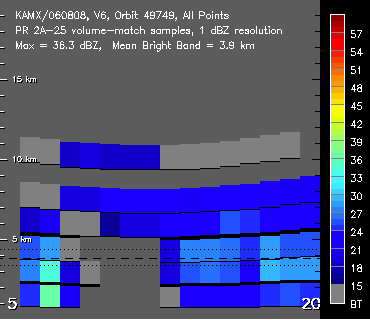 KAMX/060808, V6, Orbit 49749, All Points
PR 2A-25 volume-match samples, 1 dBZ resolution
Max = 36.3 dBZ, Mean Bright Band = 3.9 km
57
54
51
48
45
42
39
36
33
30
27
24
21
18
15
BT
15 km
10 km
5 km
5
20